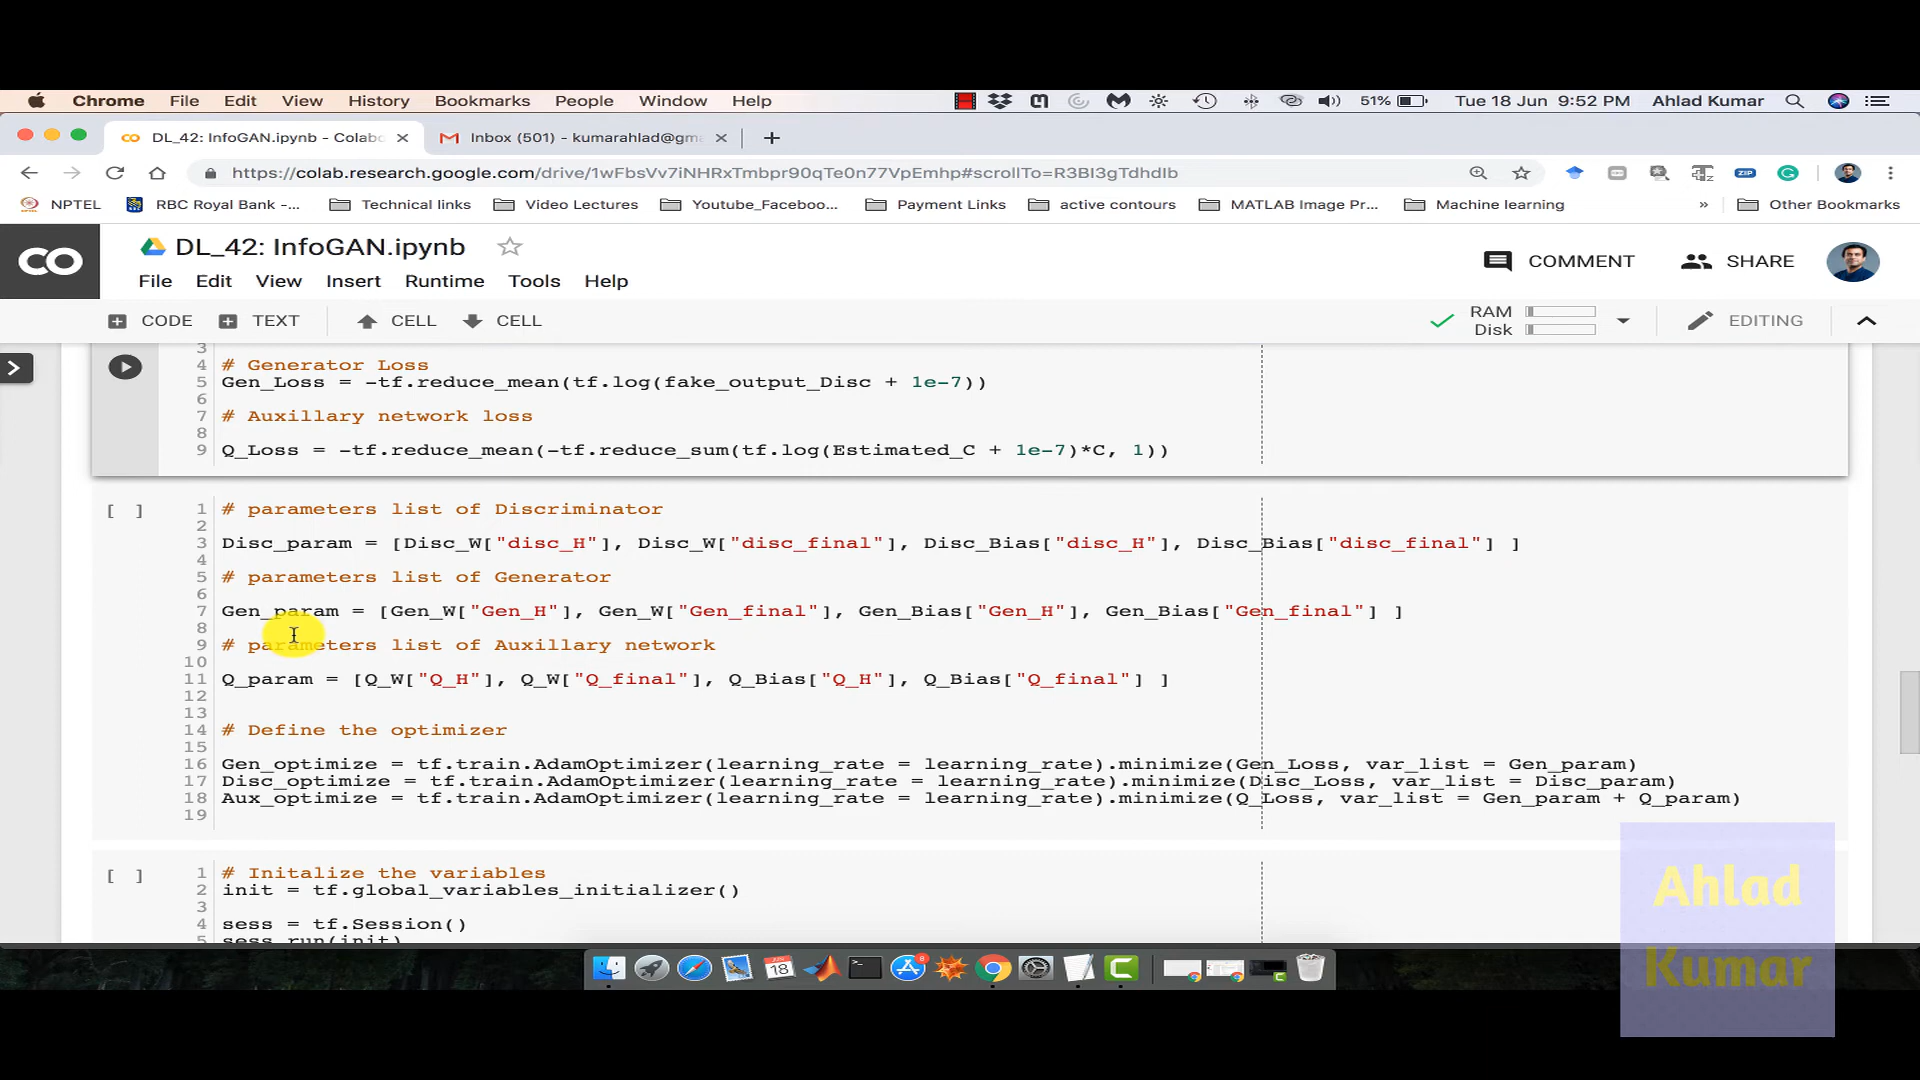 Chrome File Edit View History Bookmarks People Window Help 51% Tue 18 Jun 9:52 PM Ahlad Kumar
DL_42: InfoGAN.ipynb - Colab Inbox (501) - kumarahlad@gm
https://colab.research.google.com/drive/1wFbsVv7iNHRxTmbpr90qTe0n77VpEmhp#scrollTo=R3BI3gTdhdIb ZIP
NPTEL RBC Royal Bank -... Technical links Video Lectures Youtube_Faceboo... Payment Links active contours MATLAB Image Pr... Machine learning » Other Bookmarks
CO DL_42: InfoGAN.ipynb
COMMENT SHARE
File Edit View Insert Runtime Tools Help
CODE TEXT CELL CELL RAM Disk EDITING
3
4 # Generator Loss
5 Gen_Loss = -tf.reduce_mean(tf.log(fake_output_Disc + 1e-7))
6
7 # Auxillary network loss
8
9 Q_Loss = -tf.reduce_mean(-tf.reduce_sum(tf.log(Estimated_C + 1e-7)*C, 1))
[ ] 1 # parameters list of Discriminator
2
3 Disc_param = [Disc_W["disc_H"], Disc_W["disc_final"], Disc_Bias["disc_H"], Disc_Bias["disc_final"] ]
4
5 # parameters list of Generator
6
7 Gen_param = [Gen_W["Gen_H"], Gen_W["Gen_final"], Gen_Bias["Gen_H"], Gen_Bias["Gen_final"] ]
8
9 # parameters list of Auxillary network
10
11 Q_param = [Q_W["Q_H"], Q_W["Q_final"], Q_Bias["Q_H"], Q_Bias["Q_final"] ]
12
13
14 # Define the optimizer
15
16 Gen_optimize = tf.train.AdamOptimizer(learning_rate = learning_rate).minimize(Gen_Loss, var_list = Gen_param)
17 Disc_optimize = tf.train.AdamOptimizer(learning_rate = learning_rate).minimize(Disc_Loss, var_list = Disc_param)
18 Aux_optimize = tf.train.AdamOptimizer(learning_rate = learning_rate).minimize(Q_Loss, var_list = Gen_param + Q_param)
19
[ ] 1 # Initalize the variables
2 init = tf.global_variables_initializer()
3
4 sess = tf.Session()
5 sess.run(init)
18
8
Ahlad
Kumar